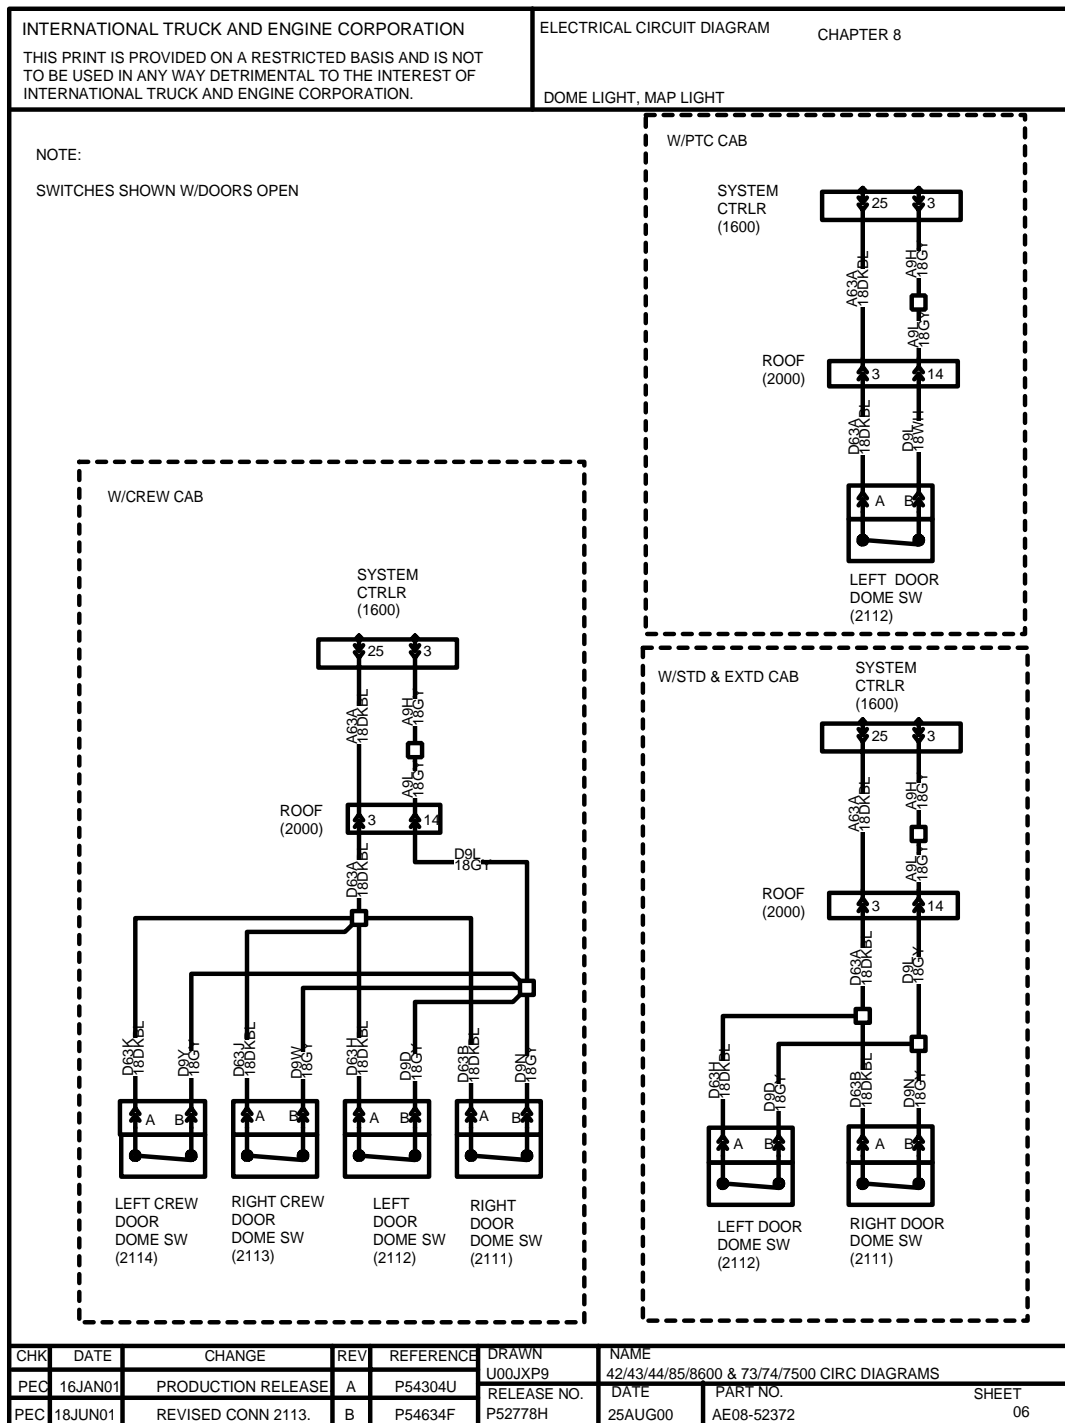 INTERNATIONAL TRUCK AND ENGINE CORPORATION
THIS PRINT IS PROVIDED ON A RESTRICTED BASIS AND IS NOT
TO BE USED IN ANY WAY DETRIMENTAL TO THE INTEREST OF
INTERNATIONAL TRUCK AND ENGINE CORPORATION.
ELECTRICAL CIRCUIT DIAGRAM
CHAPTER 8
DOME LIGHT, MAP LIGHT
NOTE:
SWITCHES SHOWN W/DOORS OPEN
W/PTC CAB
SYSTEM
CTRLR
(1600)
25
3
A63A
18DKBL
A9H
18GY
A9L
18GY
ROOF
(2000)
3
14
D63A
18DKBL
D9L
18WH
A
B
LEFT DOOR
DOME SW
(2112)
W/CREW CAB
SYSTEM
CTRLR
(1600)
25
3
A63A
18DKBL
A9H
18GY
A9L
18GY
ROOF
(2000)
3
14
D63A
18DKBL
D9L
18GY
D63K
18DKBL
D9Y
18GY
D63J
18DKBL
D9W
18GY
D63H
18DKBL
D9D
18GY
D63B
18DKBL
D9N
18GY
A
B
A
B
A
B
A
B
LEFT CREW
DOOR
DOME SW
(2114)
RIGHT CREW
DOOR
DOME SW
(2113)
LEFT
DOOR
DOME SW
(2112)
RIGHT
DOOR
DOME SW
(2111)
W/STD & EXTD CAB
SYSTEM
CTRLR
(1600)
25
3
A63A
18DKBL
A9H
18GY
A9L
18GY
ROOF
(2000)
3
14
D63A
18DKBL
D9L
18GY
D63H
18DKBL
D9D
18GY
D63B
18DKBL
D9N
18GY
A
B
A
B
LEFT DOOR
DOME SW
(2112)
RIGHT DOOR
DOME SW
(2111)
CHK DATE CHANGE REV REFERENCE
PEC 16JAN01 PRODUCTION RELEASE A P54304U
PEC 18JUN01 REVISED CONN 2113. B P54634F
DRAWN
U00JXP9
RELEASE NO.
P52778H
NAME
42/43/44/85/8600 & 73/74/7500 CIRC DIAGRAMS
DATE
25AUG00
PART NO.
AE08-52372
SHEET
06